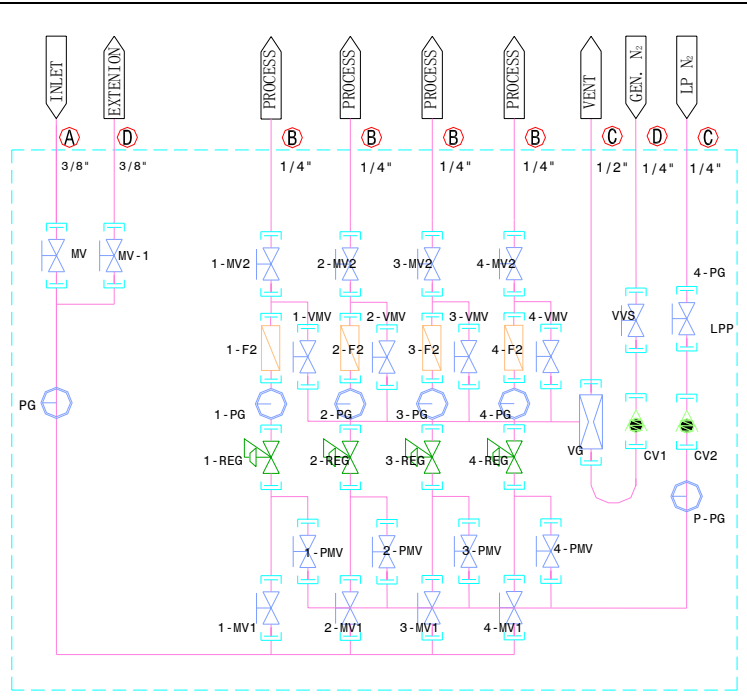 INLET
EXTENION
PROCESS
PROCESS
PROCESS
PROCESS
VENT
GEN. N₂
LP N₂
A
D
B
B
B
B
C
D
C
3/8"
3/8"
1/4"
1/4"
1/4"
1/4"
1/2"
1/4"
1/4"
MV
MV-1
1-MV2
2-MV2
3-MV2
4-MV2
4-PG
1-VMV
2-VMV
3-VMV
4-VMV
VVS
LPP
1-F2
2-F2
3-F2
4-F2
PG
1-PG
2-PG
3-PG
4-PG
VG
CV1
CV2
1-REG
2-REG
3-REG
4-REG
P-PG
1-PMV
2-PMV
3-PMV
4-PMV
1-MV1
2-MV1
3-MV1
4-MV1